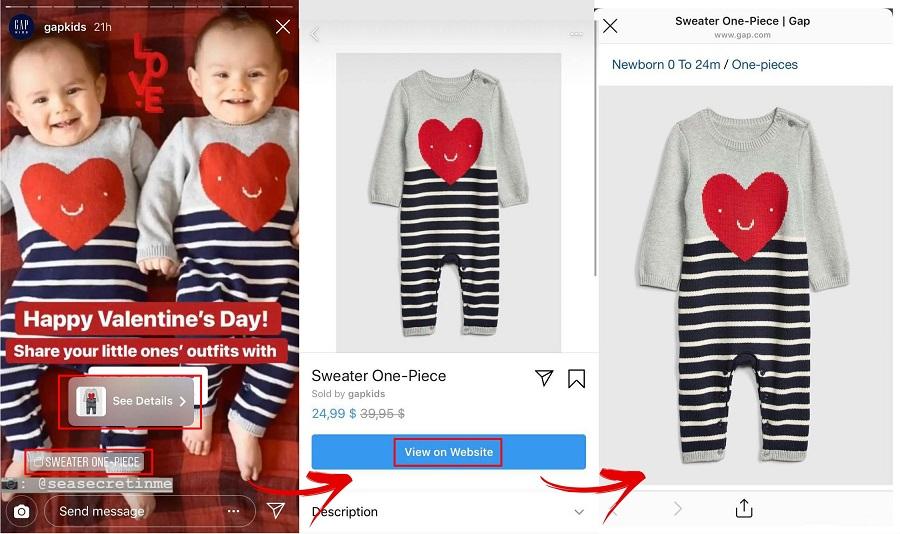 GAP
KIDS
gapkids 21h
LOVE
Happy Valentine's Day!
Share your little ones' outfits with
See Details
SWEATER ONE-PIECE
: @seasecretinme
Send message
Sweater One-Piece
Sold by gapkids
24,99 $ 39,95 $
View on Website
Description
Sweater One-Piece | Gap
www.gap.com
Newborn 0 To 24m / One-pieces